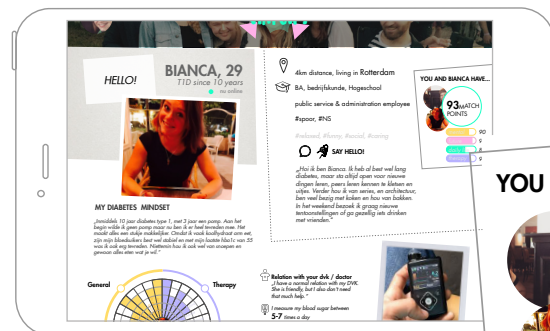 HELLO!
BIANCA, 29
T1D since 10 years
nu online
MY DIABETES MINDSET
„Inmiddels 10 jaar diabetes type 1, met 3 jaar een pomp. Aan het
begin wilde ik geen pomp maar nu ben ik er heel tevreden mee. Het
maakt alles een stukje makkelijker. Omdat ik vaak koolhydraat arm eet,
zijn mijn bloedsuikers best wel stabiel en met mijn laatste hba1c van 55
was ik ook erg tevreden. Niettemin hou ik ook wel van snoepen en
gewoon alles eten wat je wil."
General
Therapy
4km distance, living in Rotterdam
BA, bedrijfskunde, Hogeschool
public service & administration employee
#spoor, #NS
#relaxed, #funny, #social, #caring
SAY HELLO!
„Hoi ik ben Bianca. Ik heb al best wel lang
diabetes, maar sta altijd open voor nieuwe
dingen leren, peers leren kennen te kletsen en
uitjes. Verder hou ik van series, en architectuur,
ben veel bezig met koken en hou van bakken.
In het weekend bezoek ik graag nieuwe
tentoonstellingen of ga gezellig iets drinken
met vrienden."
Relation with your dvk / doctor
„I have a normal relation with my DVK.
She is friendly, but I also don't need
that much help."
I measure my blood sugar between
5-7 times a day
YOU AND BIANCA HAVE...
93 MATCH
POINTS
90
9
8
9
YOU